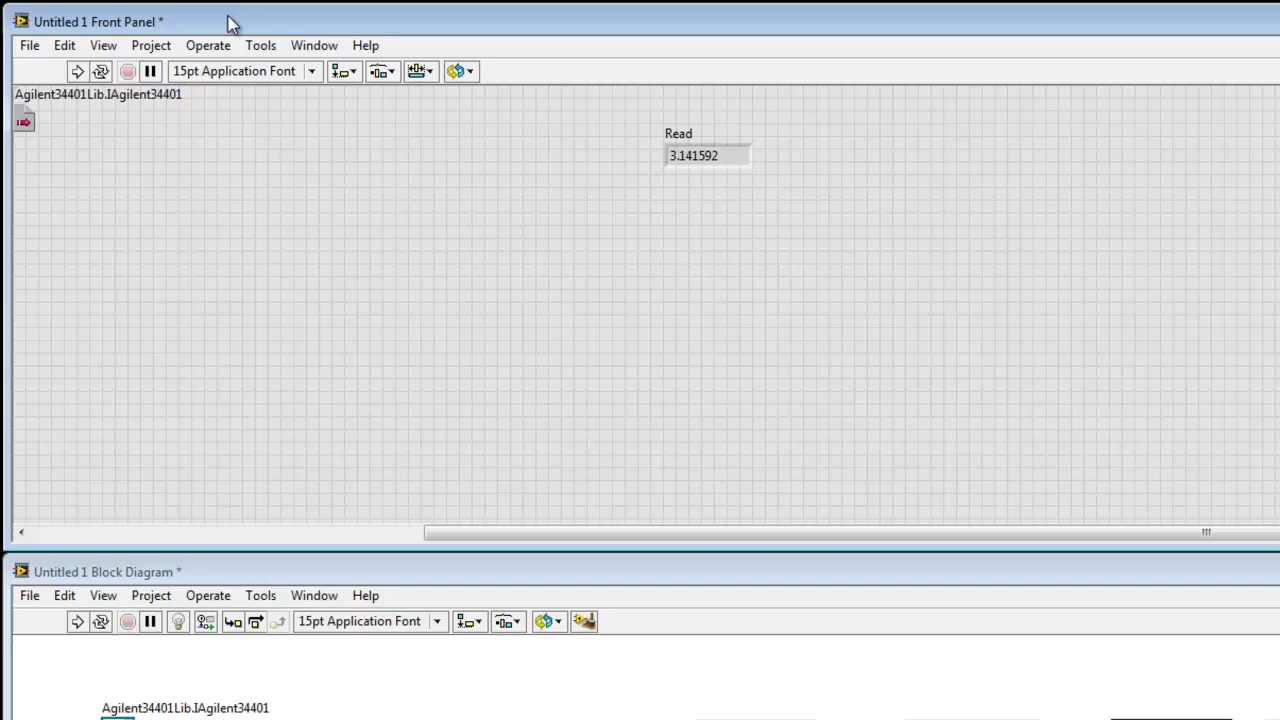 Untitled 1 Front Panel *
File Edit View Project Operate Tools Window Help
15pt Application Font
Agilent34401Lib.IAgilent34401
Read
3.141592
Untitled 1 Block Diagram *
File Edit View Project Operate Tools Window Help
15pt Application Font
Agilent34401Lib.IAgilent34401